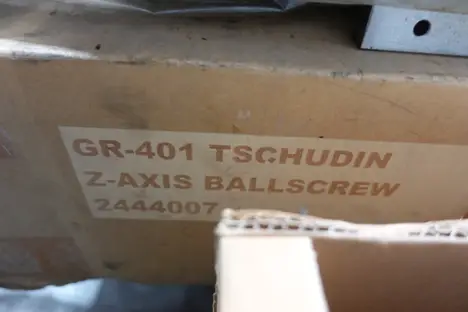 GR-401 TSCHUDIN
Z-AXIS BALLSCREW
2444007